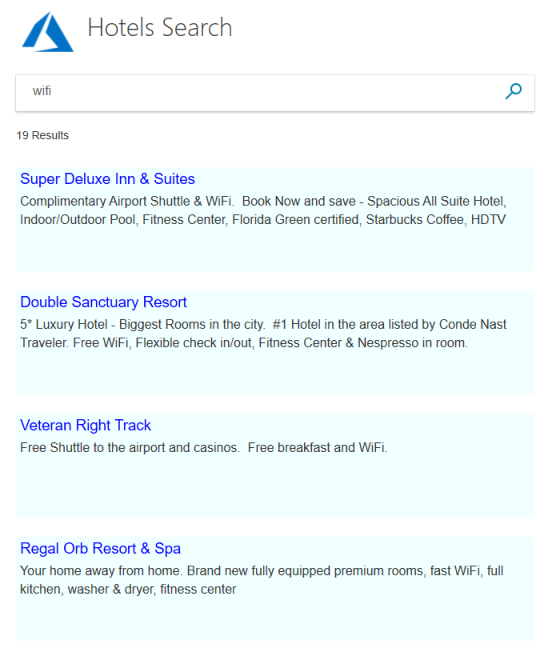 Hotels Search
wifi
19 Results
Super Deluxe Inn & Suites
Complimentary Airport Shuttle & WiFi.  Book Now and save - Spacious All Suite Hotel,
Indoor/Outdoor Pool, Fitness Center, Florida Green certified, Starbucks Coffee, HDTV
Double Sanctuary Resort
5* Luxury Hotel - Biggest Rooms in the city.  #1 Hotel in the area listed by Conde Nast
Traveler. Free WiFi, Flexible check in/out, Fitness Center & Nespresso in room.
Veteran Right Track
Free Shuttle to the airport and casinos.  Free breakfast and WiFi.
Regal Orb Resort & Spa
Your home away from home. Brand new fully equipped premium rooms, fast WiFi, full
kitchen, washer & dryer, fitness center